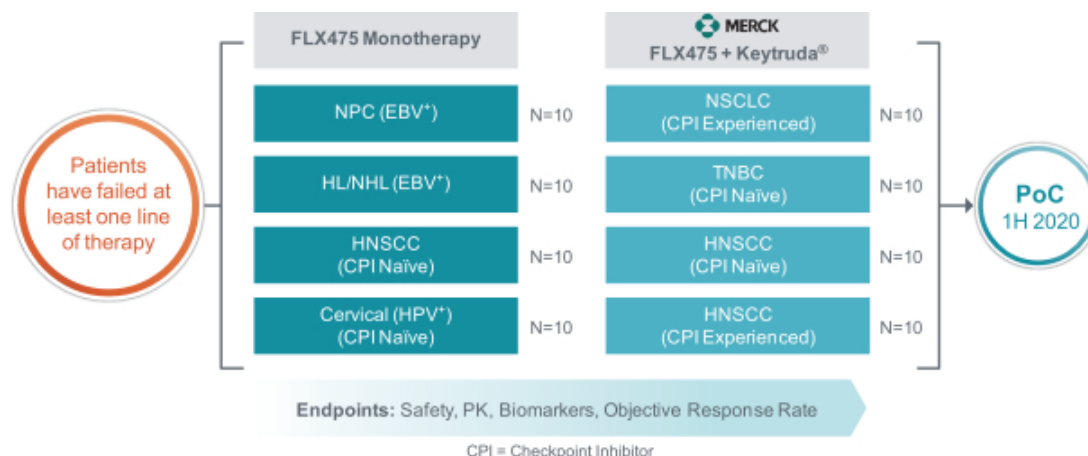 FLX475 Monotherapy
MERCK
FLX475 + Keytruda®
Patients
have failed at
least one line
of therapy
NPC (EBV⁺)
N=10
NSCLC
(CPI Experienced)
N=10
HL/NHL (EBV⁺)
N=10
TNBC
(CPI Naïve)
N=10
HNSCC
(CPI Naïve)
N=10
HNSCC
(CPI Naïve)
N=10
Cervical (HPV⁺)
(CPI Naïve)
N=10
HNSCC
(CPI Experienced)
N=10
PoC
1H 2020
Endpoints: Safety, PK, Biomarkers, Objective Response Rate
CPI = Checkpoint Inhibitor